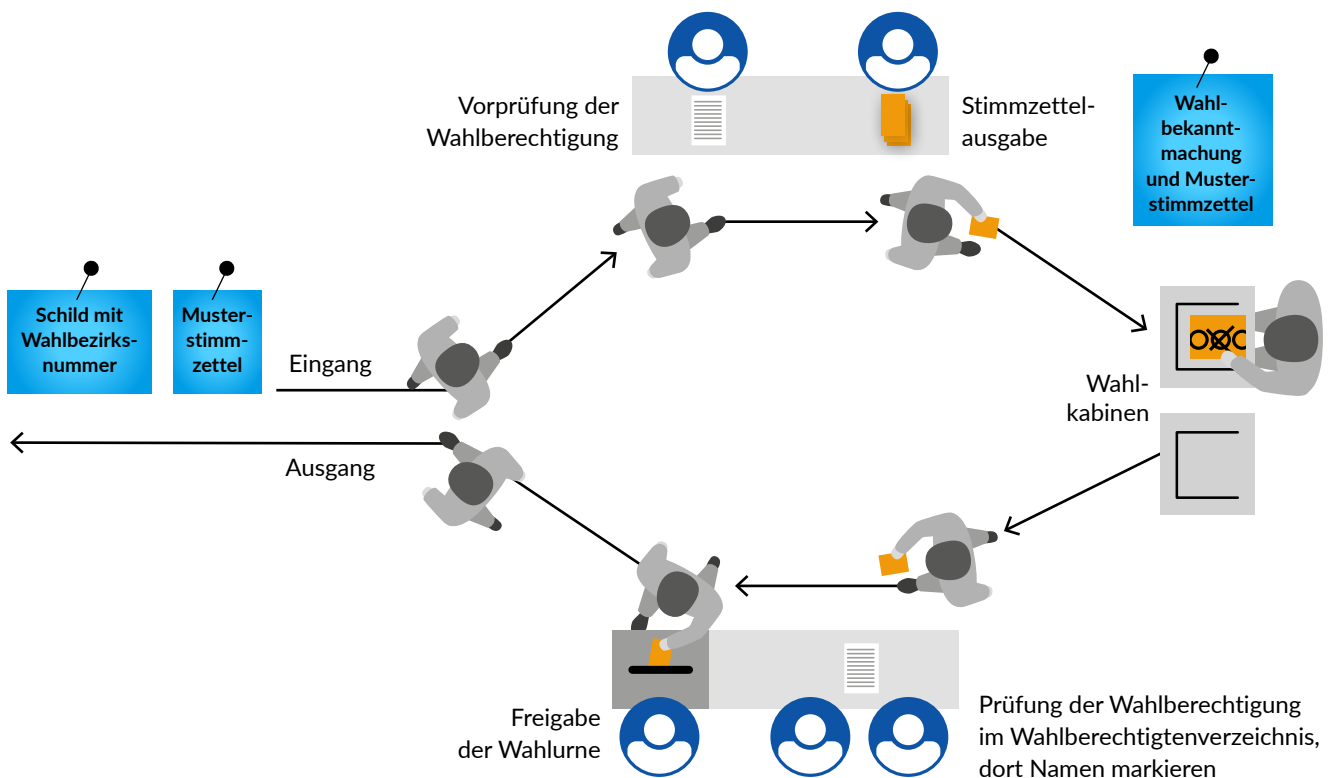 Vorprüfung der
Wahlberechtigung
Stimmzettel-
ausgabe
Wahl-
bekannt-
machung
und Muster-
stimmzettel
Schild mit
Wahlbezirks-
nummer
Muster-
stimm-
zettel
Eingang
Wahl-
kabinen
Ausgang
Freigabe
der Wahlurne
Prüfung der Wahlberechtigung
im Wahlberechtigtenverzeichnis,
dort Namen markieren